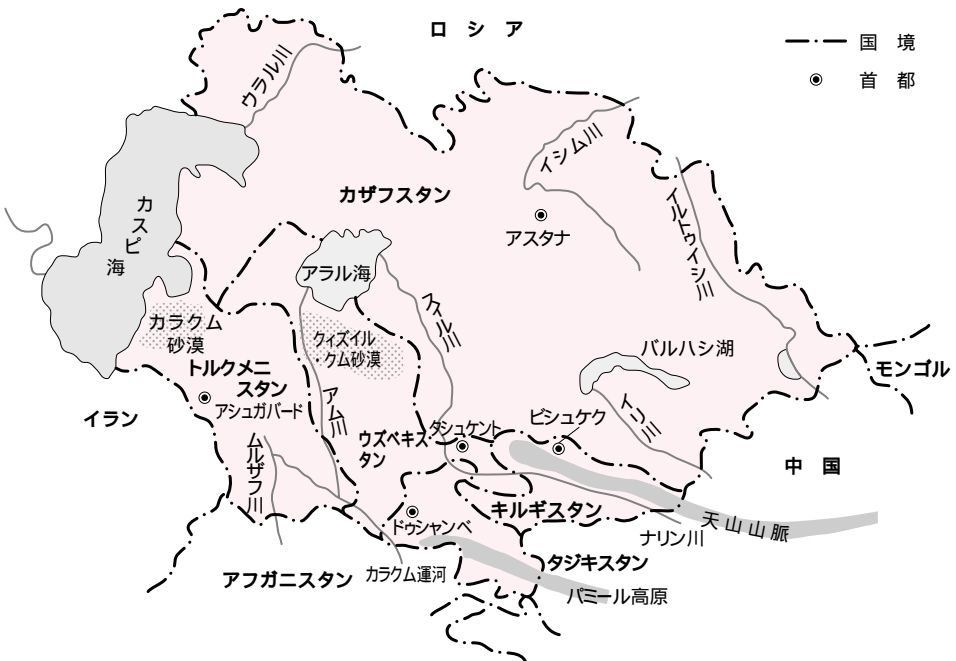 ロシア
国境
首都
ウラル川
イシム川
カザフスタン
イルトゥイシ川
カスピ海
アスタナ
アラル海
シィル川
カラクム
砂漠
クィズイル
・クム砂漠
バルハシ湖
モンゴル
トルクメニ
スタン
アシュガバード
イラン
アム川
イリ川
ビシュケク
タシュケント
ウズベキス
タン
ムルザフ川
中国
キルギスタン
天山山脈
ドゥシャンベ
ナリン川
タジキスタン
アフガニスタン
カラクム運河
パミール高原